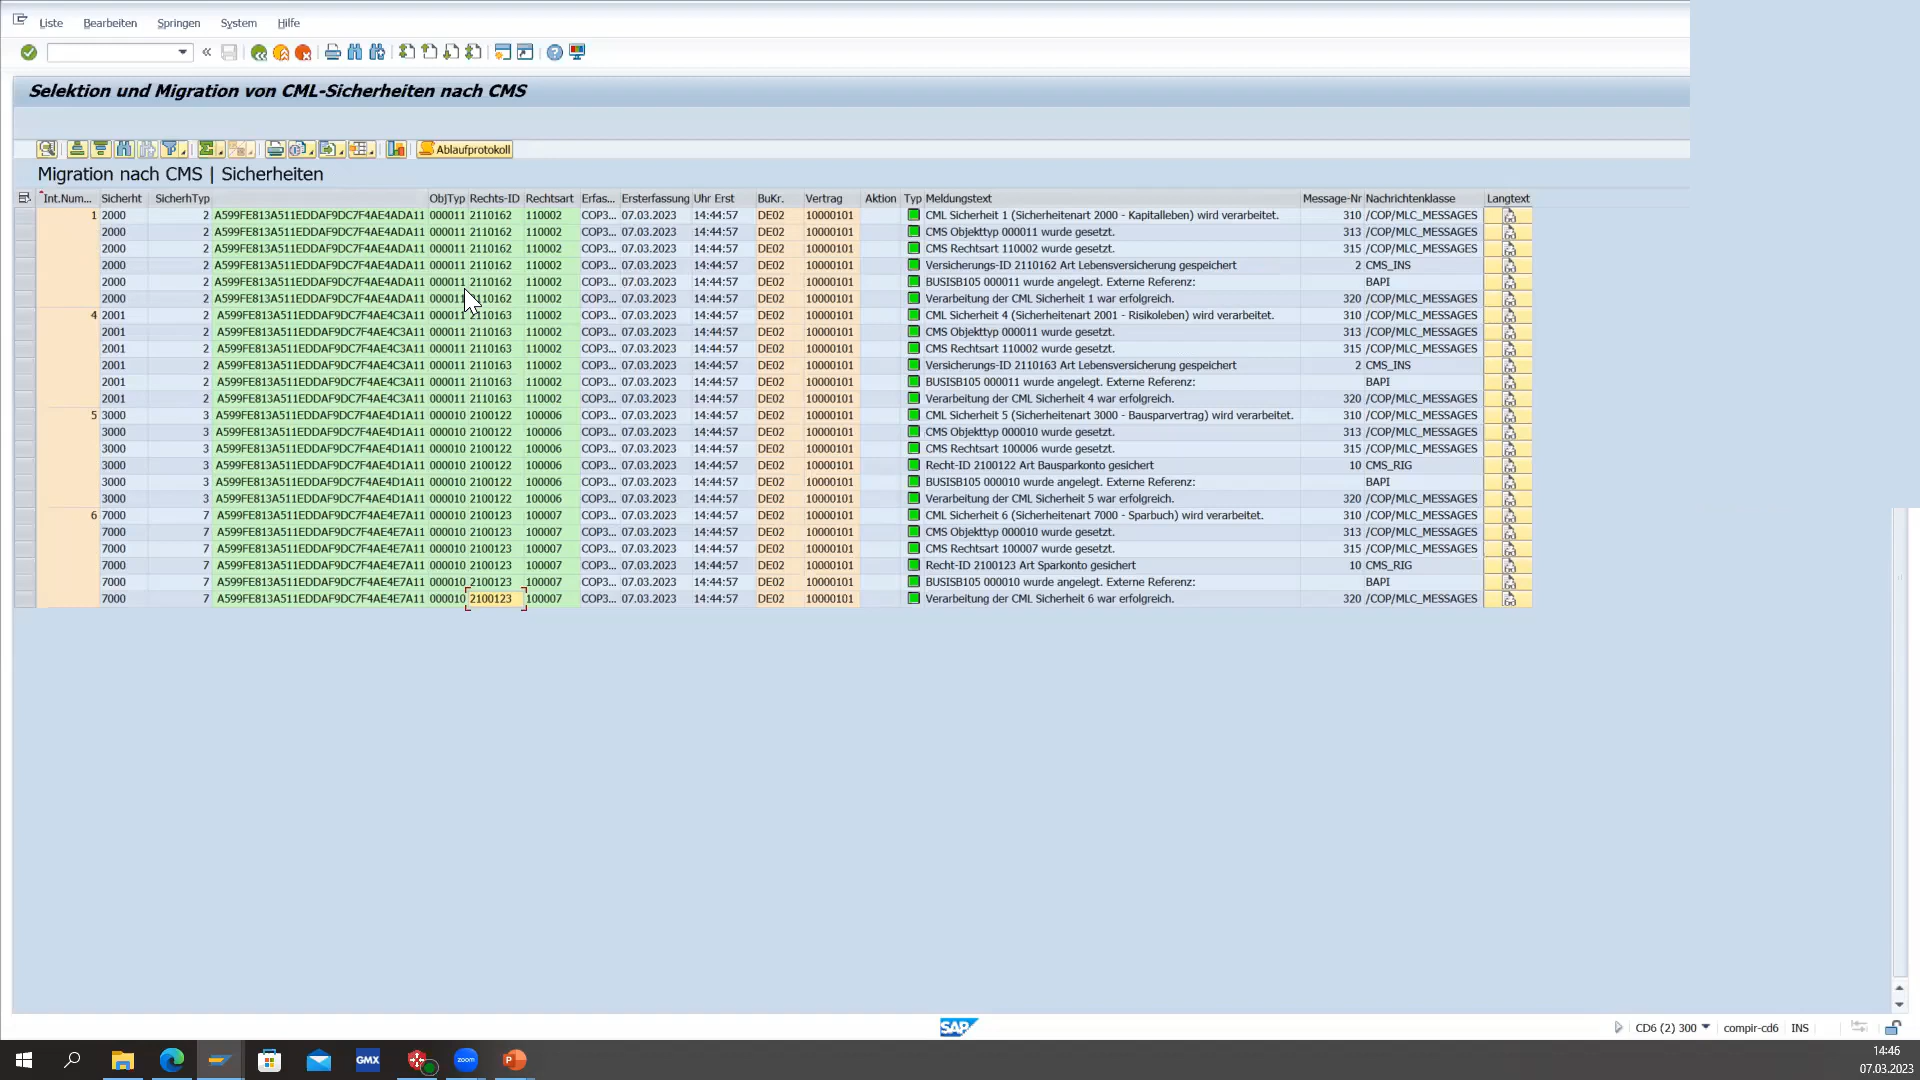 Liste Bearbeiten Springen System Hilfe
Selektion und Migration von CML-Sicherheiten nach CMS
Ablaufprotokoll
Migration nach CMS | Sicherheiten
Int.Num... Sicherht SicherhTyp ObjTyp Rechts-ID Rechtsart Erfas... Ersterfassung Uhr Erst BuKr. Vertrag Aktion Typ Meldungstext Message-Nr Nachrichtenklasse Langtext
1 2000 2 A599FE813A511EDDAF9DC7F4AE4ADA11 000011 2110162 110002 COP3... 07.03.2023 14:44:57 DE02 10000101 CML Sicherheit 1 (Sicherheitenart 2000 - Kapitalleben) wird verarbeitet. 310 /COP/MLC_MESSAGES
2000 2 A599FE813A511EDDAF9DC7F4AE4ADA11 000011 2110162 110002 COP3... 07.03.2023 14:44:57 DE02 10000101 CMS Objekttyp 000011 wurde gesetzt. 313 /COP/MLC_MESSAGES
2000 2 A599FE813A511EDDAF9DC7F4AE4ADA11 000011 2110162 110002 COP3... 07.03.2023 14:44:57 DE02 10000101 CMS Rechtsart 110002 wurde gesetzt. 315 /COP/MLC_MESSAGES
2000 2 A599FE813A511EDDAF9DC7F4AE4ADA11 000011 2110162 110002 COP3... 07.03.2023 14:44:57 DE02 10000101 Versicherungs-ID 2110162 Art Lebensversicherung gespeichert 2 CMS_INS
2000 2 A599FE813A511EDDAF9DC7F4AE4ADA11 000011 2110162 110002 COP3... 07.03.2023 14:44:57 DE02 10000101 BUSISB105 000011 wurde angelegt. Externe Referenz: BAPI
2000 2 A599FE813A511EDDAF9DC7F4AE4ADA11 000011 110002 COP3... 07.03.2023 14:44:57 DE02 10000101 Verarbeitung der CML Sicherheit 1 war erfolgreich. 320 /COP/MLC_MESSAGES
4 2001 2 A599FE813A511EDDAF9DC7F4AE4C3A11 000011 2110163 110002 COP3... 07.03.2023 14:44:57 DE02 10000101 CML Sicherheit 4 (Sicherheitenart 2001 - Risikoleben) wird verarbeitet. 310 /COP/MLC_MESSAGES
2001 2 A599FE813A511EDDAF9DC7F4AE4C3A11 000011 2110163 110002 COP3... 07.03.2023 14:44:57 DE02 10000101 CMS Objekttyp 000011 wurde gesetzt. 313 /COP/MLC_MESSAGES
2001 2 A599FE813A511EDDAF9DC7F4AE4C3A11 000011 2110163 110002 COP3... 07.03.2023 14:44:57 DE02 10000101 CMS Rechtsart 110002 wurde gesetzt. 315 /COP/MLC_MESSAGES
2001 2 A599FE813A511EDDAF9DC7F4AE4C3A11 000011 2110163 110002 COP3... 07.03.2023 14:44:57 DE02 10000101 Versicherungs-ID 2110163 Art Lebensversicherung gespeichert 2 CMS_INS
2001 2 A599FE813A511EDDAF9DC7F4AE4C3A11 000011 2110163 110002 COP3... 07.03.2023 14:44:57 DE02 10000101 BUSISB105 000011 wurde angelegt. Externe Referenz: BAPI
2001 2 A599FE813A511EDDAF9DC7F4AE4C3A11 000011 2110163 110002 COP3... 07.03.2023 14:44:57 DE02 10000101 Verarbeitung der CML Sicherheit 4 war erfolgreich. 320 /COP/MLC_MESSAGES
5 3000 3 A599FE813A511EDDAF9DC7F4AE4D1A11 000010 2100122 100006 COP3... 07.03.2023 14:44:57 DE02 10000101 CML Sicherheit 5 (Sicherheitenart 3000 - Bausparvertrag) wird verarbeitet. 310 /COP/MLC_MESSAGES
3000 3 A599FE813A511EDDAF9DC7F4AE4D1A11 000010 2100122 100006 COP3... 07.03.2023 14:44:57 DE02 10000101 CMS Objekttyp 000010 wurde gesetzt. 313 /COP/MLC_MESSAGES
3000 3 A599FE813A511EDDAF9DC7F4AE4D1A11 000010 2100122 100006 COP3... 07.03.2023 14:44:57 DE02 10000101 CMS Rechtsart 100006 wurde gesetzt. 315 /COP/MLC_MESSAGES
3000 3 A599FE813A511EDDAF9DC7F4AE4D1A11 000010 2100122 100006 COP3... 07.03.2023 14:44:57 DE02 10000101 Recht-ID 2100122 Art Bausparkonto gesichert 10 CMS_RIG
3000 3 A599FE813A511EDDAF9DC7F4AE4D1A11 000010 2100122 100006 COP3... 07.03.2023 14:44:57 DE02 10000101 BUSISB105 000010 wurde angelegt. Externe Referenz: BAPI
3000 3 A599FE813A511EDDAF9DC7F4AE4D1A11 000010 2100122 100006 COP3... 07.03.2023 14:44:57 DE02 10000101 Verarbeitung der CML Sicherheit 5 war erfolgreich. 320 /COP/MLC_MESSAGES
6 7000 7 A599FE813A511EDDAF9DC7F4AE4E7A11 000010 2100123 100007 COP3... 07.03.2023 14:44:57 DE02 10000101 CML Sicherheit 6 (Sicherheitenart 7000 - Sparbuch) wird verarbeitet. 310 /COP/MLC_MESSAGES
7000 7 A599FE813A511EDDAF9DC7F4AE4E7A11 000010 2100123 100007 COP3... 07.03.2023 14:44:57 DE02 10000101 CMS Objekttyp 000010 wurde gesetzt. 313 /COP/MLC_MESSAGES
7000 7 A599FE813A511EDDAF9DC7F4AE4E7A11 000010 2100123 100007 COP3... 07.03.2023 14:44:57 DE02 10000101 CMS Rechtsart 100007 wurde gesetzt. 315 /COP/MLC_MESSAGES
7000 7 A599FE813A511EDDAF9DC7F4AE4E7A11 000010 2100123 100007 COP3... 07.03.2023 14:44:57 DE02 10000101 Recht-ID 2100123 Art Sparkonto gesichert 10 CMS_RIG
7000 7 A599FE813A511EDDAF9DC7F4AE4E7A11 000010 2100123 100007 COP3... 07.03.2023 14:44:57 DE02 10000101 BUSISB105 000010 wurde angelegt. Externe Referenz: BAPI
7000 7 A599FE813A511EDDAF9DC7F4AE4E7A11 000010 2100123 100007 COP3... 07.03.2023 14:44:57 DE02 10000101 Verarbeitung der CML Sicherheit 6 war erfolgreich. 320 /COP/MLC_MESSAGES
SAP CD6 (2) 300 compir-cd6 INS
GMX zoom P 14:46
07.03.2023